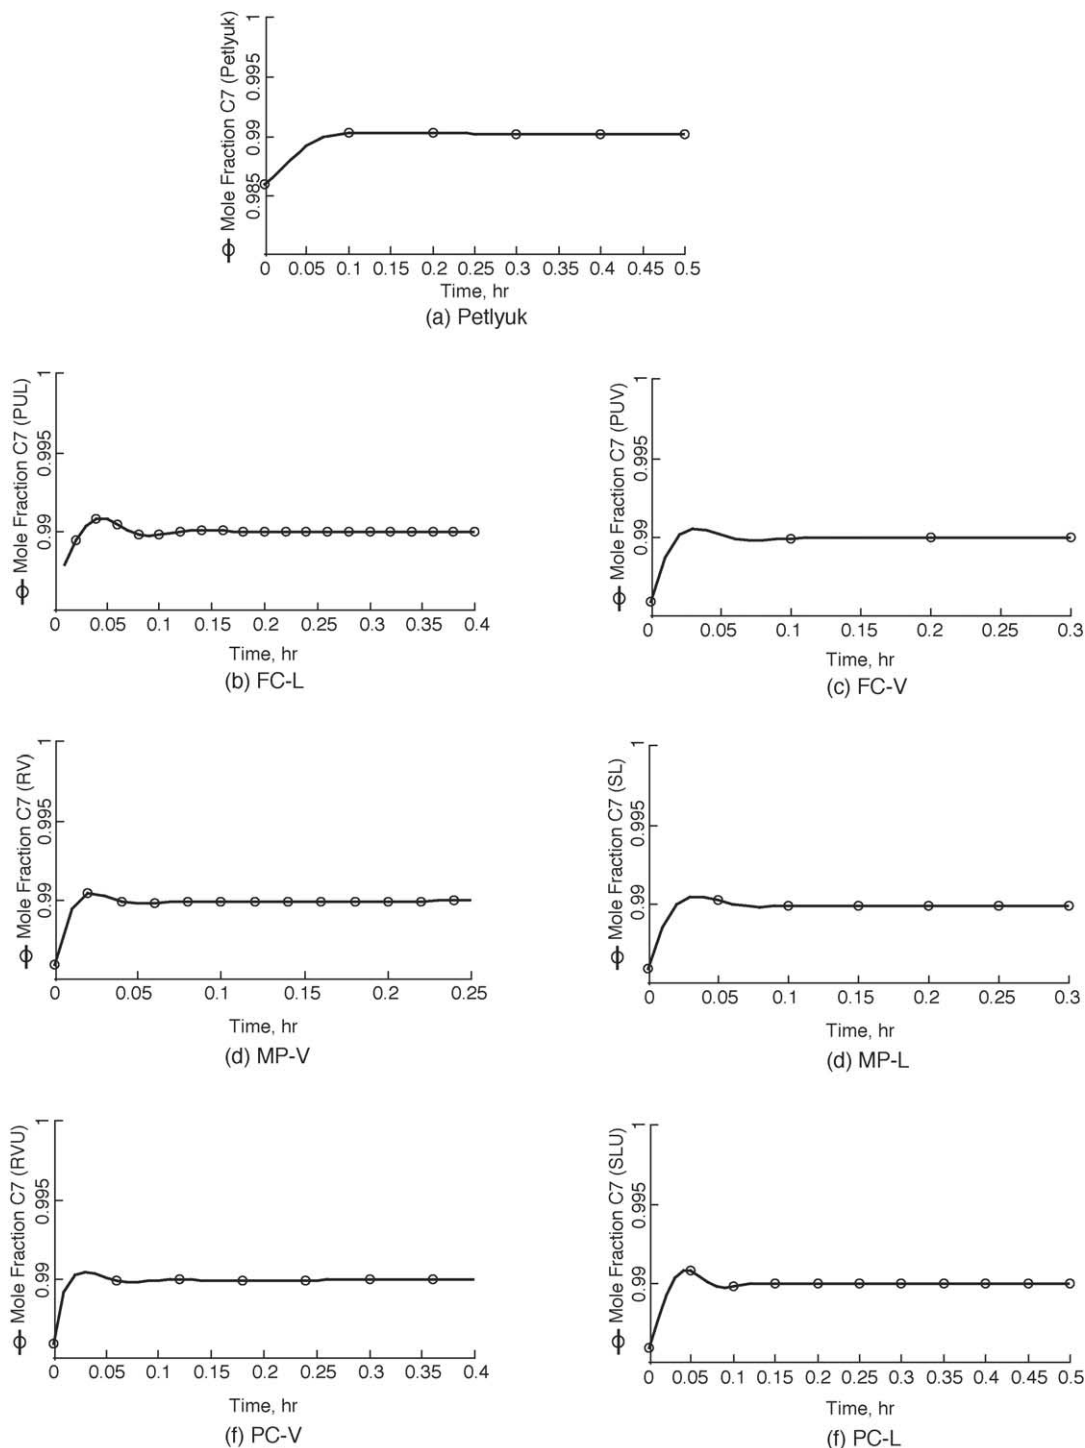 Mole Fraction C7 (Petlyuk)
1
0.995
0.99
0.985
0 0.05 0.1 0.15 0.2 0.25 0.3 0.35 0.4 0.45 0.5
Time, hr
(a) Petlyuk
Mole Fraction C7 (PUL)
1
0.995
0.99
0 0.05 0.1 0.15 0.2 0.25 0.3 0.35 0.4
Time, hr
(b) FC-L
Mole Fraction C7 (PUV)
1
0.995
0.99
0 0.05 0.1 0.15 0.2 0.25 0.3
Time, hr
(c) FC-V
Mole Fraction C7 (RV)
1
0.995
0.99
0 0.05 0.1 0.15 0.2 0.25
Time, hr
(d) MP-V
Mole Fraction C7 (SL)
1
0.995
0.99
0 0.05 0.1 0.15 0.2 0.25 0.3
Time, hr
(d) MP-L
Mole Fraction C7 (RVU)
1
0.995
0.99
0 0.05 0.1 0.15 0.2 0.25 0.3 0.35 0.4
Time, hr
(f) PC-V
Mole Fraction C7 (SLU)
1
0.995
0.99
0 0.05 0.1 0.15 0.2 0.25 0.3 0.35 0.4 0.45 0.5
Time, hr
(f) PC-L